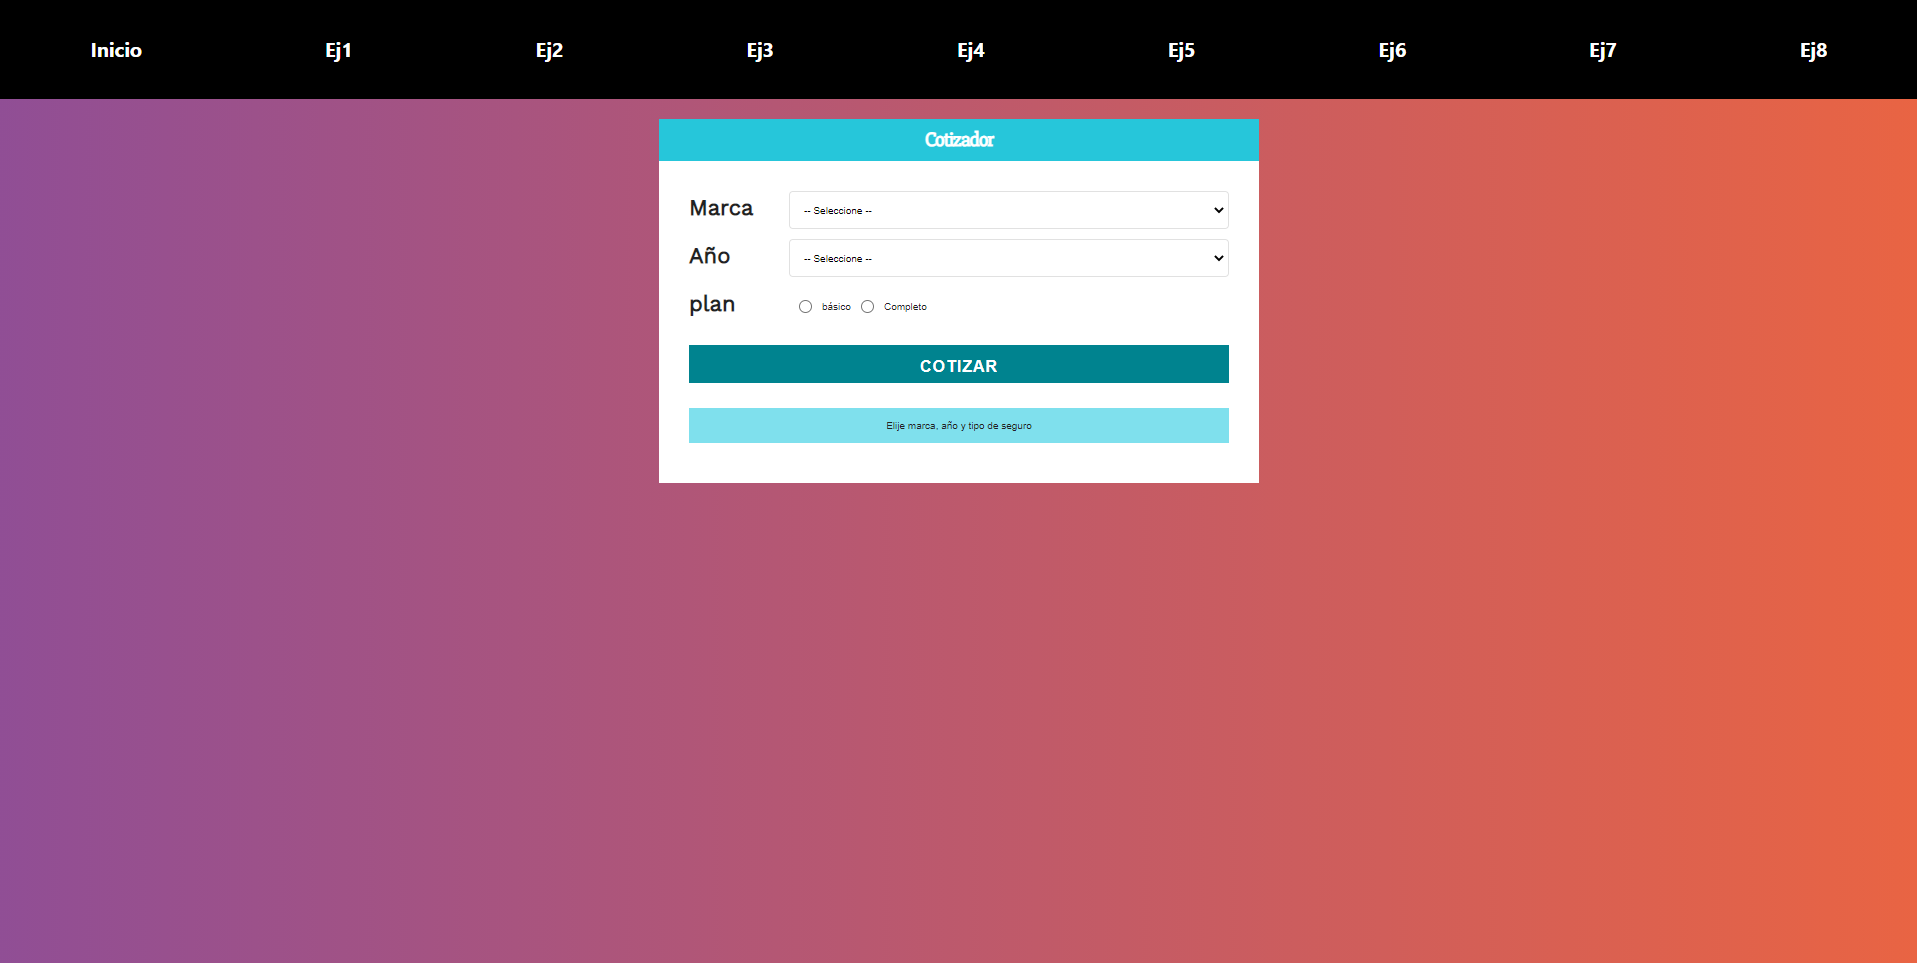 Inicio Ej1 Ej2 Ej3 Ej4 Ej5 Ej6 Ej7 Ej8
Cotizador
Marca -- Seleccione --
Año -- Seleccione --
plan básico Completo
COTIZAR
Elije marca, año y tipo de seguro